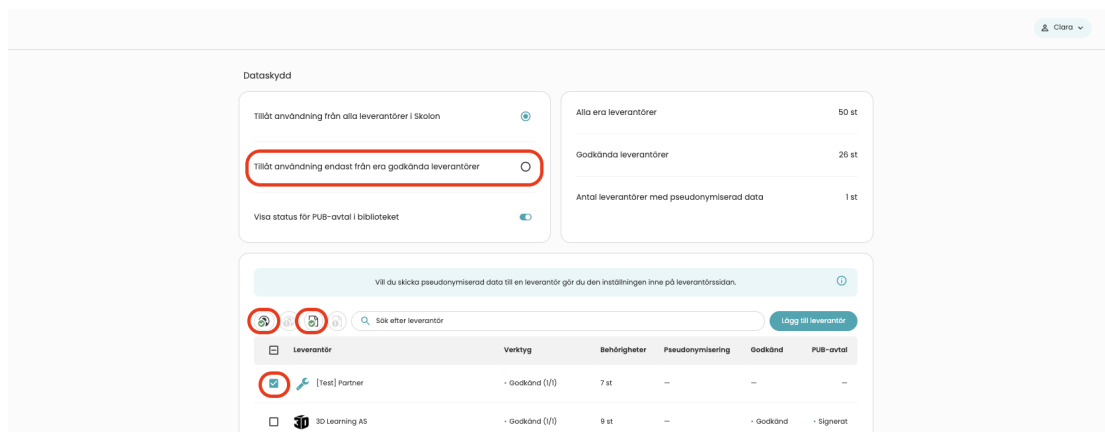 Clara
Dataskydd
Tillåt användning från alla leverantörer i Skolon
Tillåt användning endast från era godkända leverantörer
Visa status för PUB-avtal i biblioteket
Alla era leverantörer 50 st
Godkända leverantörer 26 st
Antal leverantörer med pseudonymiserad data 1 st
Vill du skicka pseudonymiserad data till en leverantör gör du den inställningen inne på leverantörssidan.
Sök efter leverantör
Lägg till leverantör
Leverantör Verktyg Behörigheter Pseudonymisering Godkänd PUB-avtal
[Test] Partner • Godkänd (1/1) 7 st — — —
3D 3D Learning AS • Godkänd (1/1) 9 st — • Godkänd • Signerat